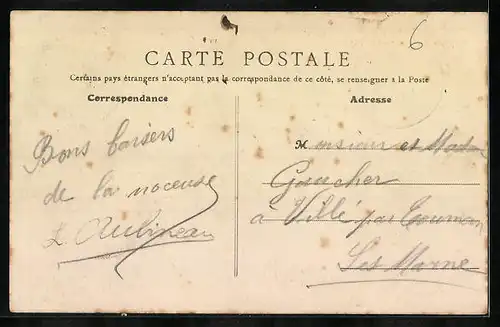 6
CARTE POSTALE
Certains pays étrangers n'acceptant pas la correspondance de ce côté, se renseigner à la Poste
Correspondance
Bons baisers
de la noceuse
Aubineau
Adresse
Monsieur et Madame
Gaucher
à Villé par
Marne